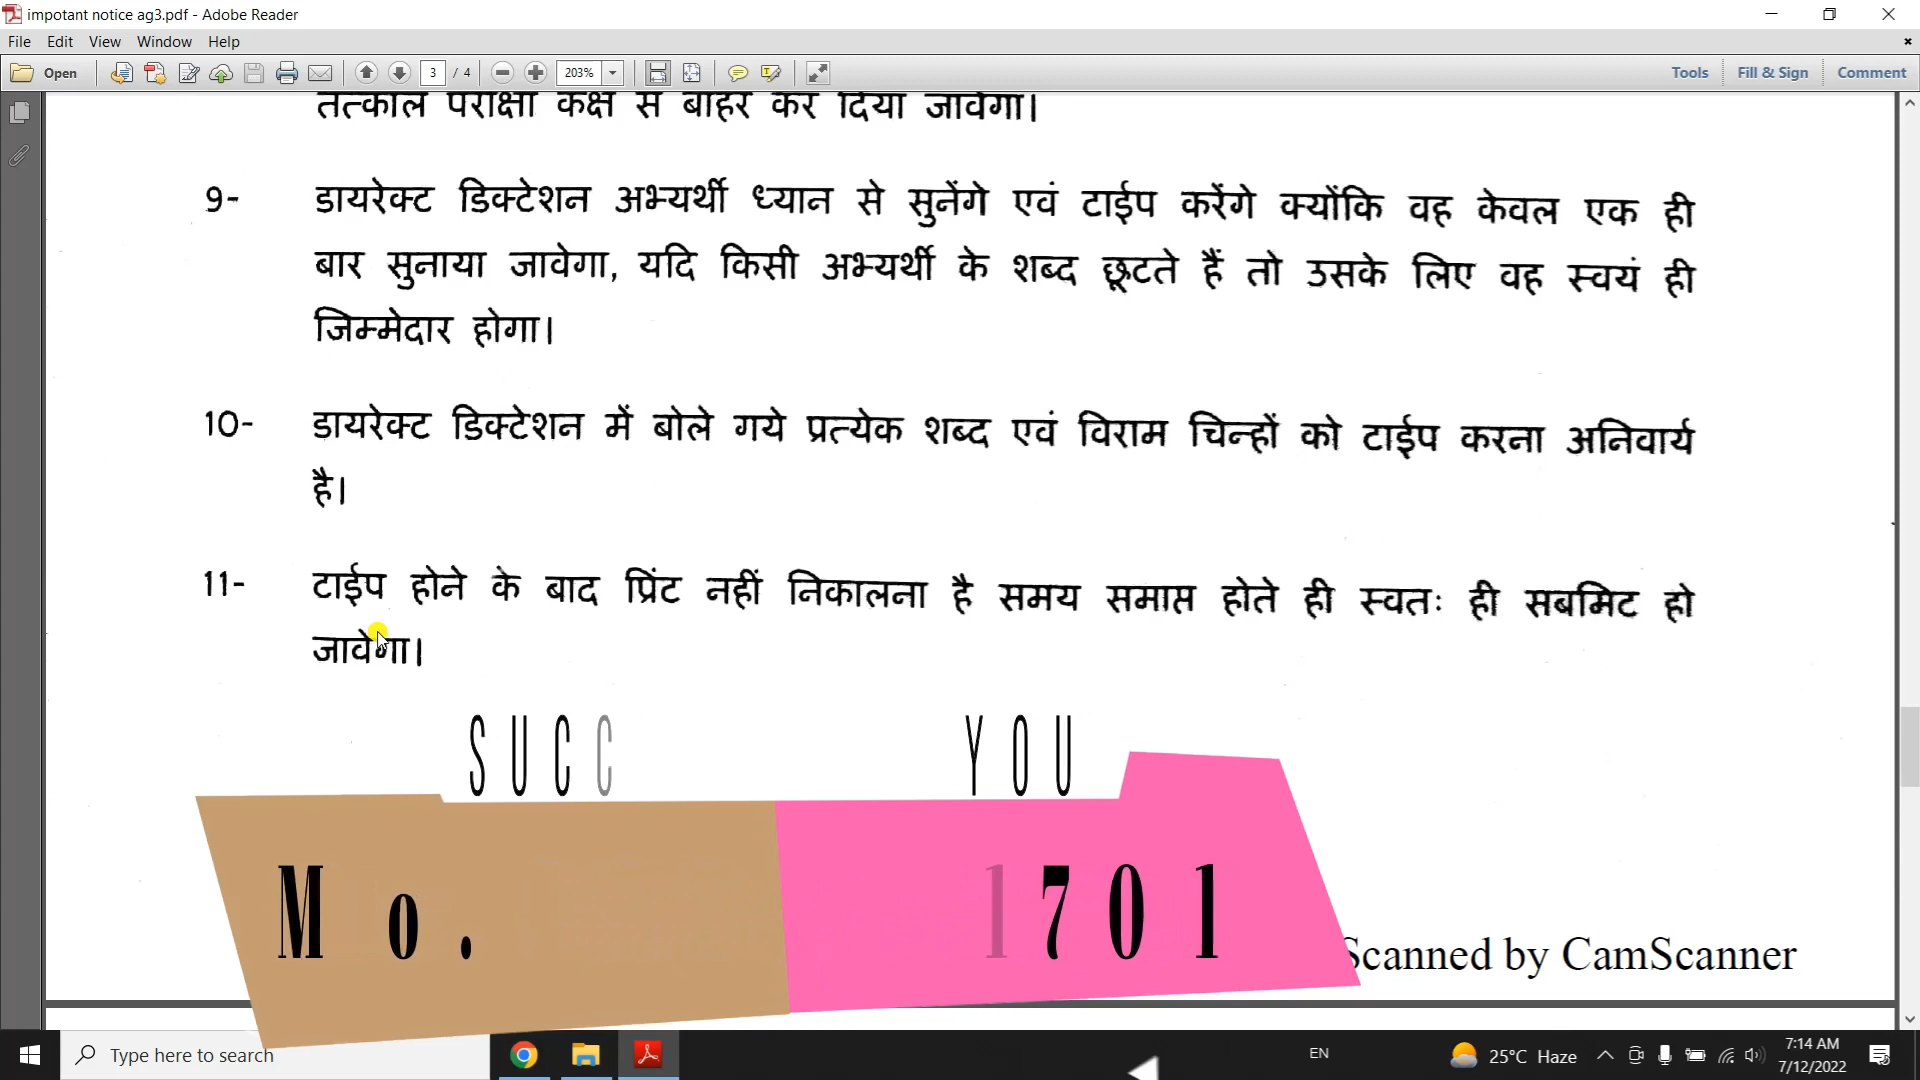 impotant notice ag3.pdf - Adobe Reader
File Edit View Window Help
Open 3 / 4 203% Tools Fill & Sign Comment
तत्काल परीक्षा कक्ष से बाहर कर दिया जावेगा।
9- डायरेक्ट डिक्टेशन अभ्यर्थी ध्यान से सुनेंगे एवं टाईप करेंगे क्योंकि वह केवल एक ही
बार सुनाया जावेगा, यदि किसी अभ्यर्थी के शब्द छूटते हैं तो उसके लिए वह स्वयं ही
जिम्मेदार होगा।
10- डायरेक्ट डिक्टेशन में बोले गये प्रत्येक शब्द एवं विराम चिन्हों को टाईप करना अनिवार्य
है।
11- टाईप होने के बाद प्रिंट नहीं निकालना है समय समाप्त होते ही स्वतः ही सबमिट हो
जावेगा।
SUCC YOU
Mo. 1701
Scanned by CamScanner
Type here to search EN 25°C Haze 7:14 AM
7/12/2022